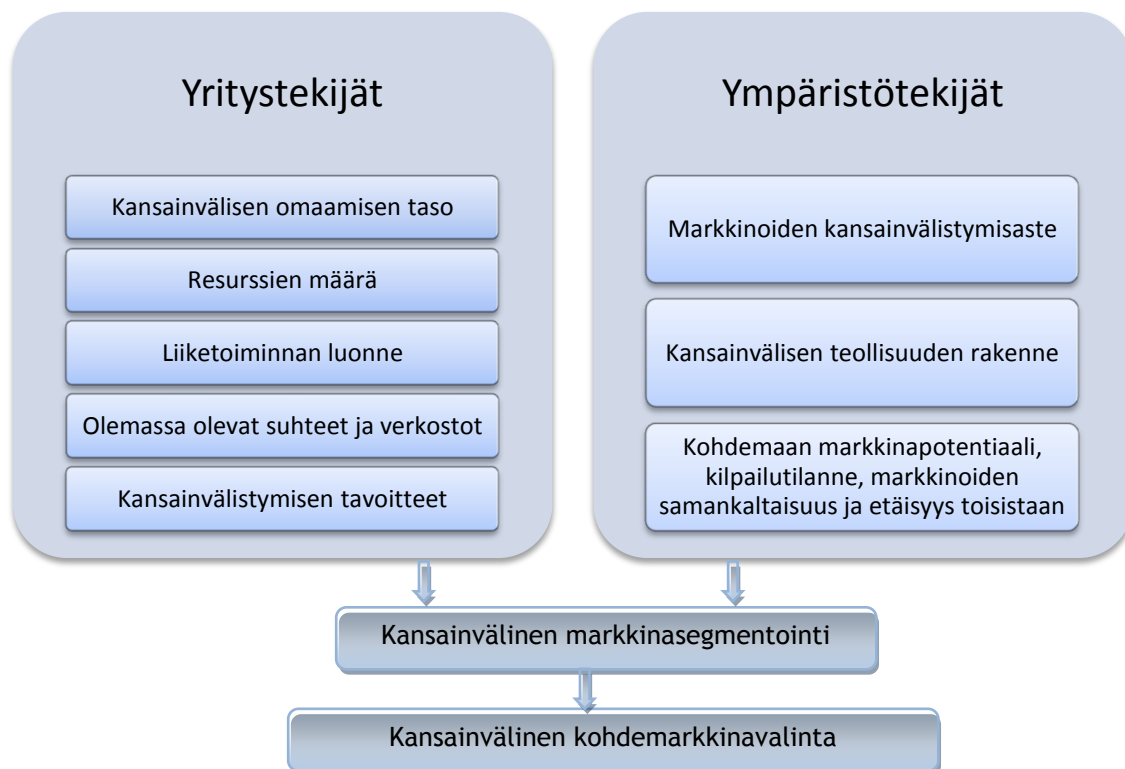 Yritystekijät
Kansainvälisen omaamisen taso
Resurssien määrä
Liiketoiminnan luonne
Olemassa olevat suhteet ja verkostot
Kansainvälistymisen tavoitteet
Ympäristötekijät
Markkinoiden kansainvälistymisaste
Kansainvälisen teollisuuden rakenne
Kohdemaan markkinapotentiaali,
kilpailutilanne, markkinoiden
samankaltaisuus ja etäisyys toisistaan
Kansainvälinen markkinasegmentointi
Kansainvälinen kohdemarkkinavalinta